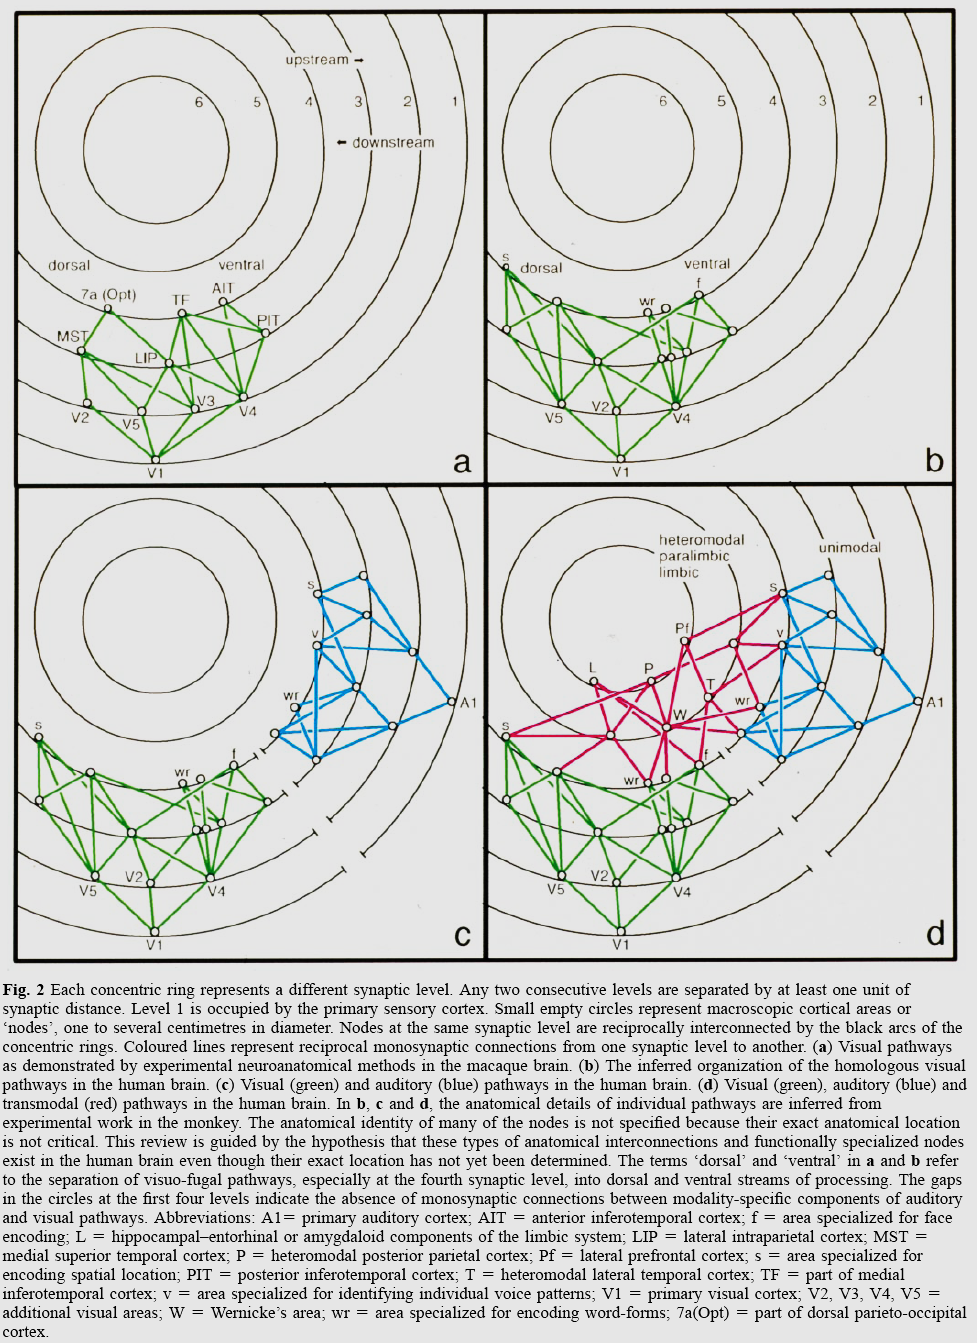 upstream →
6 5 4 3 2 1
← downstream
dorsal
ventral
7a (Opt)
TF
AIT
PIT
MST
LIP
V2
V5
V3
V4
V1
a
6 5 4 3 2 1
s
dorsal
ventral
wr
f
V5
V2
V4
V1
b
s
v
wr
A1
s
wr
f
V5
V2
V4
V1
c
heteromodal
paralimbic
limbic
unimodal
s
Pf
v
L
P
T
wr
A1
W
s
f
wr
V5
V2
V4
V1
d
Fig. 2 Each concentric ring represents a different synaptic level. Any two consecutive levels are separated by at least one unit of
synaptic distance. Level 1 is occupied by the primary sensory cortex. Small empty circles represent macroscopic cortical areas or
‘nodes’, one to several centimetres in diameter. Nodes at the same synaptic level are reciprocally interconnected by the black arcs of the
concentric rings. Coloured lines represent reciprocal monosynaptic connections from one synaptic level to another. (a) Visual pathways
as demonstrated by experimental neuroanatomical methods in the macaque brain. (b) The inferred organization of the homologous visual
pathways in the human brain. (c) Visual (green) and auditory (blue) pathways in the human brain. (d) Visual (green), auditory (blue) and
transmodal (red) pathways in the human brain. In b, c and d, the anatomical details of individual pathways are inferred from
experimental work in the monkey. The anatomical identity of many of the nodes is not specified because their exact anatomical location
is not critical. This review is guided by the hypothesis that these types of anatomical interconnections and functionally specialized nodes
exist in the human brain even though their exact location has not yet been determined. The terms ‘dorsal’ and ‘ventral’ in a and b refer
to the separation of visuo-fugal pathways, especially at the fourth synaptic level, into dorsal and ventral streams of processing. The gaps
in the circles at the first four levels indicate the absence of monosynaptic connections between modality-specific components of auditory
and visual pathways. Abbreviations: A1= primary auditory cortex; AIT = anterior inferotemporal cortex; f = area specialized for face
encoding; L = hippocampal–entorhinal or amygdaloid components of the limbic system; LIP = lateral intraparietal cortex; MST =
medial superior temporal cortex; P = heteromodal posterior parietal cortex; Pf = lateral prefrontal cortex; s = area specialized for
encoding spatial location; PIT = posterior inferotemporal cortex; T = heteromodal lateral temporal cortex; TF = part of medial
inferotemporal cortex; v = area specialized for identifying individual voice patterns; V1 = primary visual cortex; V2, V3, V4, V5 =
additional visual areas; W = Wernicke’s area; wr = area specialized for encoding word-forms; 7a(Opt) = part of dorsal parieto-occipital
cortex.